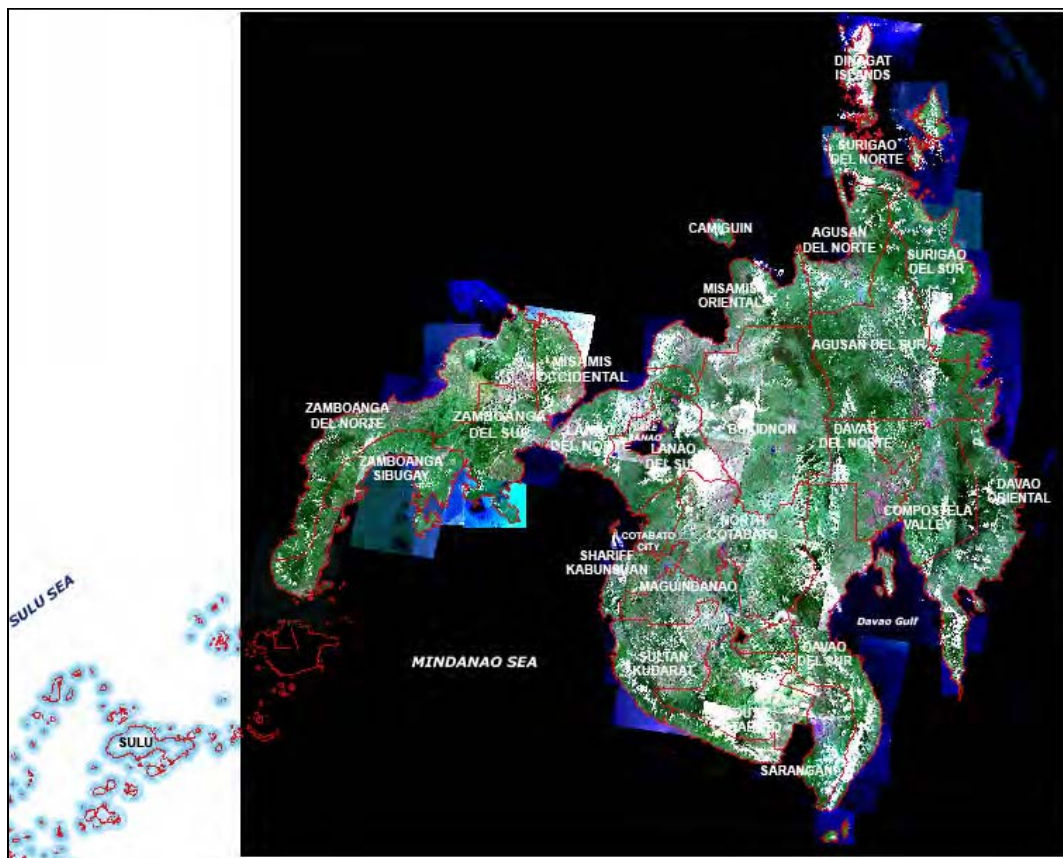 DINAGAT
ISLANDS
SURIGAO
DEL NORTE
CAMIGUIN
AGUSAN
DEL NORTE
SURIGAO
DEL SUR
MISAMIS
ORIENTAL
AGUSAN DEL SUR
MISAMIS
OCCIDENTAL
ZAMBOANGA
DEL NORTE
ZAMBOANGA
DEL SUR
LANAO
DEL NORTE
LANAO
DEL SUR
BUKIDNON
DAVAO
DEL NORTE
ZAMBOANGA
SIBUGAY
DAVAO
ORIENTAL
COMPOSTELA
VALLEY
NORTH
COTABATO
COTABATO
CITY
SHARIFF
KABUNSUAN
MAGUINDANAO
SULU SEA
Davao Gulf
MINDANAO SEA
SULTAN
KUDARAT
DAVAO
DEL SUR
SULU
SARANGANI